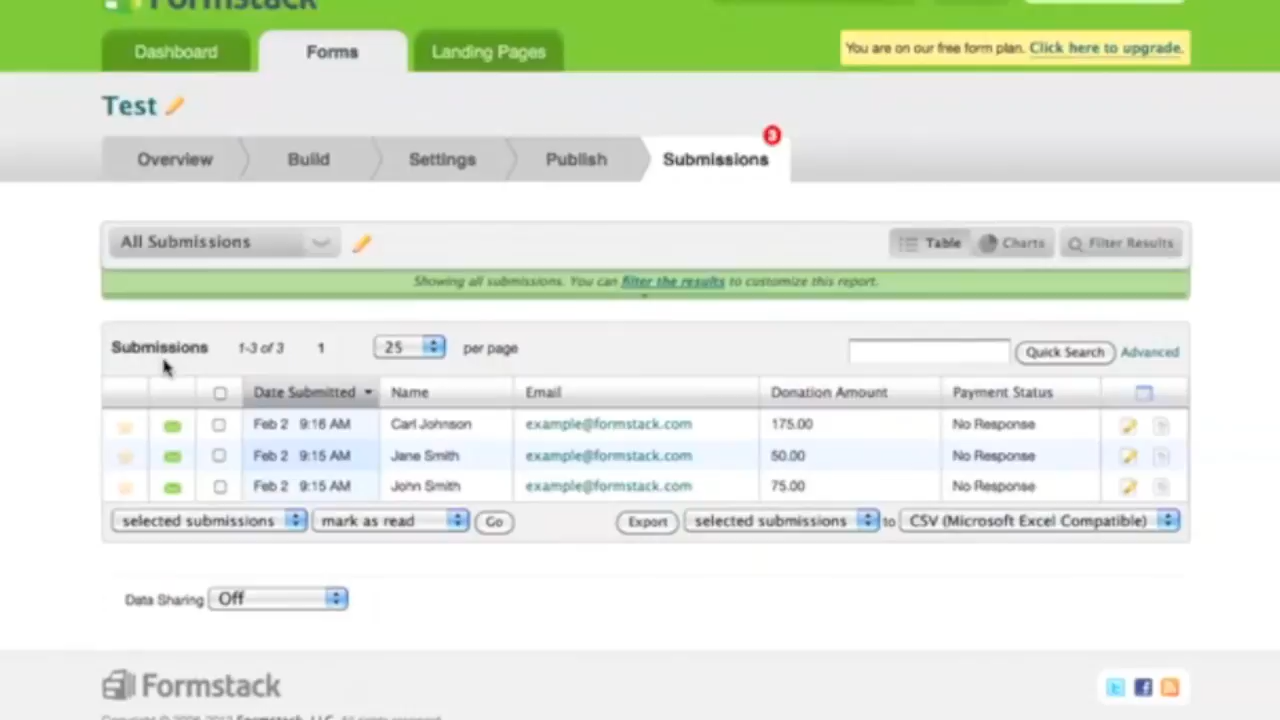 Formstack
Dashboard
Forms
Landing Pages
You are on our free form plan. Click here to upgrade.
Test
Overview
Build
Settings
Publish
Submissions
3
All Submissions
Table
Charts
Filter Results
Showing all submissions. You can filter the results to customize this report.
Submissions 1-3 of 3 1 25 per page
Quick Search Advanced
Date Submitted Name Email Donation Amount Payment Status
Feb 2 9:16 AM Carl Johnson example@formstack.com 175.00 No Response
Feb 2 9:15 AM Jane Smith example@formstack.com 50.00 No Response
Feb 2 9:15 AM John Smith example@formstack.com 75.00 No Response
selected submissions mark as read Go Export selected submissions to CSV (Microsoft Excel Compatible)
Data Sharing Off
Formstack
Formstack, LLC. All rights reserved.